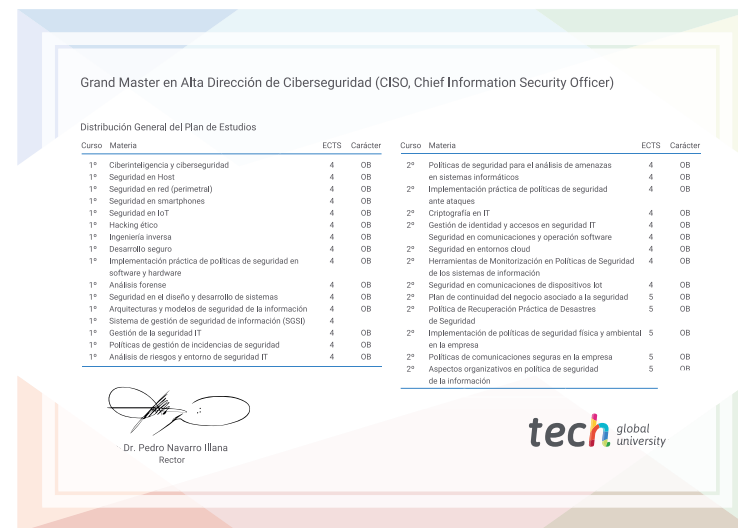 Grand Master en Alta Dirección de Ciberseguridad (CISO, Chief Information Security Officer)
Distribución General del Plan de Estudios
Curso Materia ECTS Carácter
1º Ciberinteligencia y ciberseguridad 4 OB
1º Seguridad en Host 4 OB
1º Seguridad en red (perimetral) 4 OB
1º Seguridad en smartphones 4 OB
1º Seguridad en IoT 4 OB
1º Hacking ético 4 OB
1º Ingeniería inversa 4 OB
1º Desarrollo seguro 4 OB
1º Implementación práctica de políticas de seguridad en 4 OB
software y hardware
1º Análisis forense 4 OB
1º Seguridad en el diseño y desarrollo de sistemas 4 OB
1º Arquitecturas y modelos de seguridad de la información 4 OB
1º Sistema de gestión de seguridad de información (SGSI) 4
1º Gestión de la seguridad IT 4 OB
1º Políticas de gestión de incidencias de seguridad 4 OB
1º Análisis de riesgos y entorno de seguridad IT 4 OB
Curso Materia ECTS Carácter
2º Políticas de seguridad para el análisis de amenazas 4 OB
en sistemas informáticos 4 OB
2º Implementación práctica de políticas de seguridad 4 OB
ante ataques
2º Criptografía en IT 4 OB
2º Gestión de identidad y accesos en seguridad IT 4 OB
Seguridad en comunicaciones y operación software 4 OB
2º Seguridad en entornos cloud 4 OB
2º Herramientas de Monitorización en Políticas de Seguridad 4 OB
de los sistemas de información
2º Seguridad en comunicaciones de dispositivos Iot 4 OB
2º Plan de continuidad del negocio asociado a la seguridad 5 OB
2º Política de Recuperación Práctica de Desastres 5 OB
de Seguridad
2º Implementación de políticas de seguridad física y ambiental 5 OB
en la empresa
2º Políticas de comunicaciones seguras en la empresa 5 OB
2º Aspectos organizativos en política de seguridad 5 OB
de la información
Dr. Pedro Navarro Illana
Rector
tech global
university